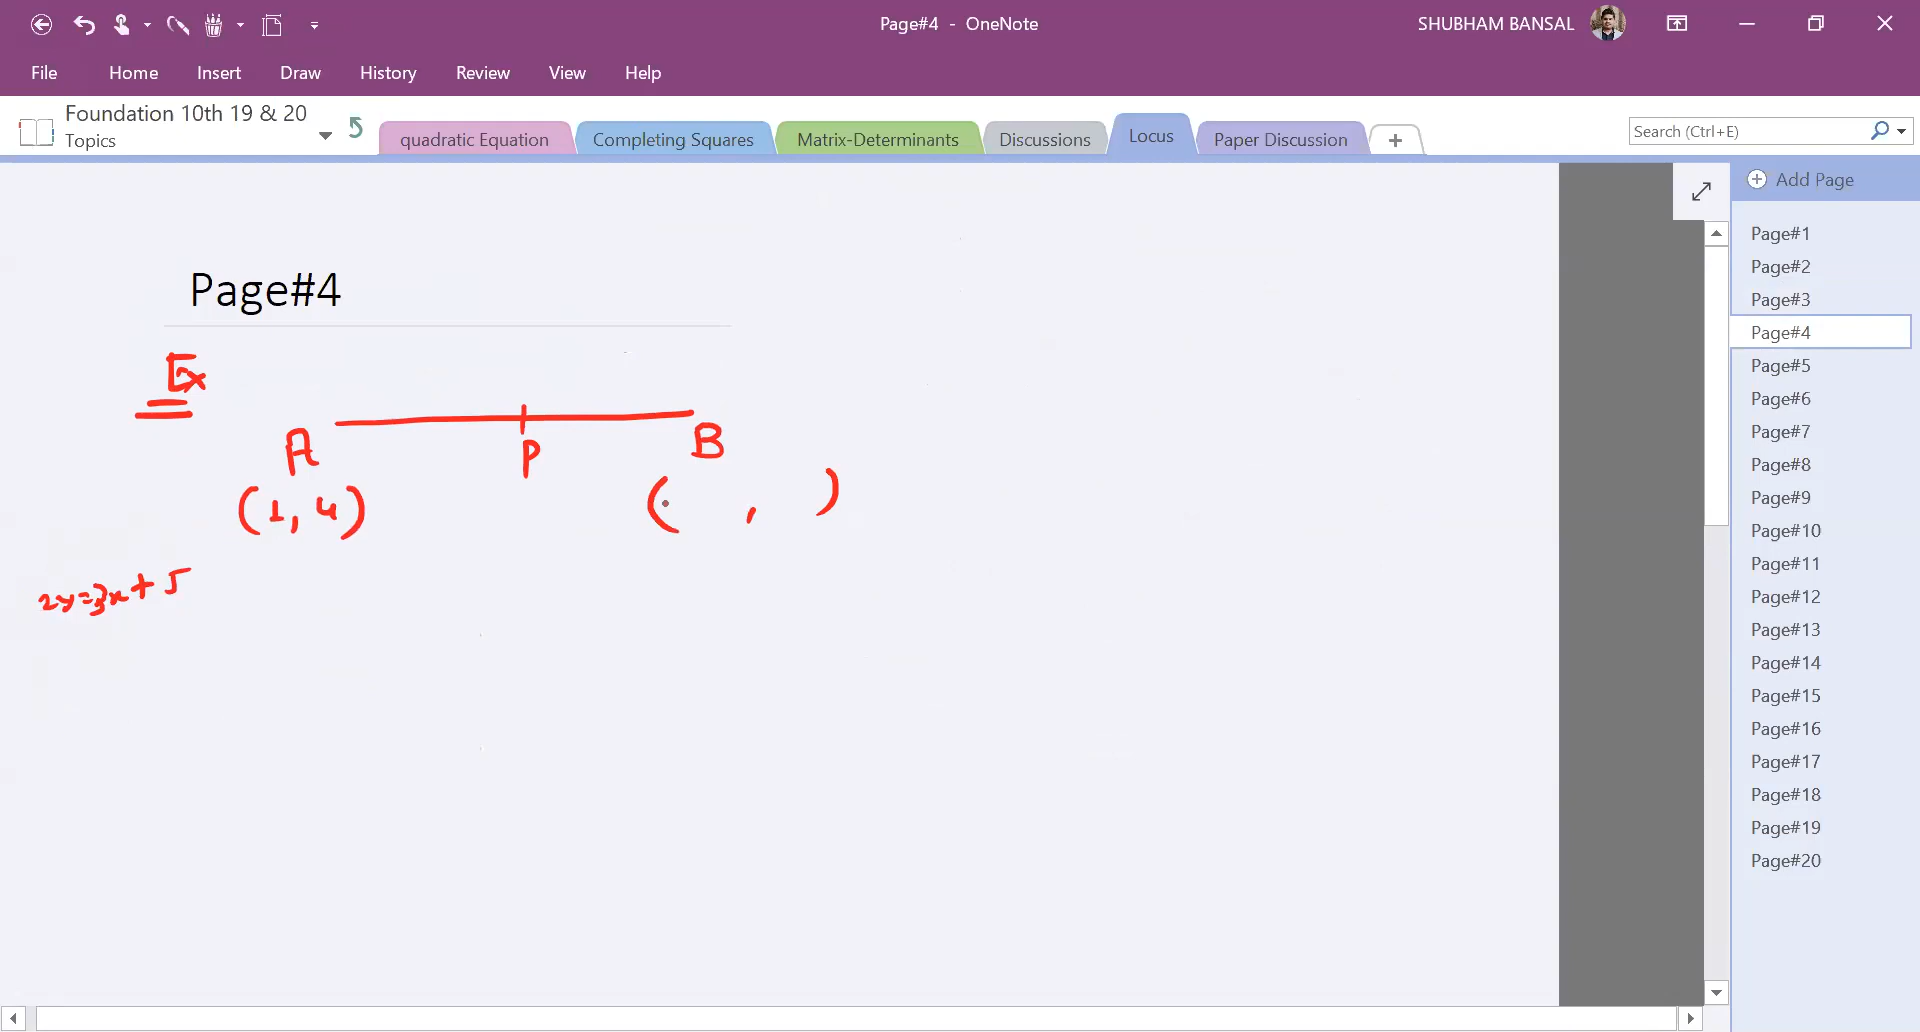 Page#4 - OneNote
SHUBHAM BANSAL
File Home Insert Draw History Review View Help
Foundation 10th 19 & 20
Topics
quadratic Equation Completing Squares Matrix-Determinants Discussions Locus Paper Discussion +
Search (Ctrl+E)
Add Page
Page#1
Page#2
Page#3
Page#4
Page#5
Page#6
Page#7
Page#8
Page#9
Page#10
Page#11
Page#12
Page#13
Page#14
Page#15
Page#16
Page#17
Page#18
Page#19
Page#20
Page#4
Ex
A P B
(1, 4) ( , )
2y=3x+5